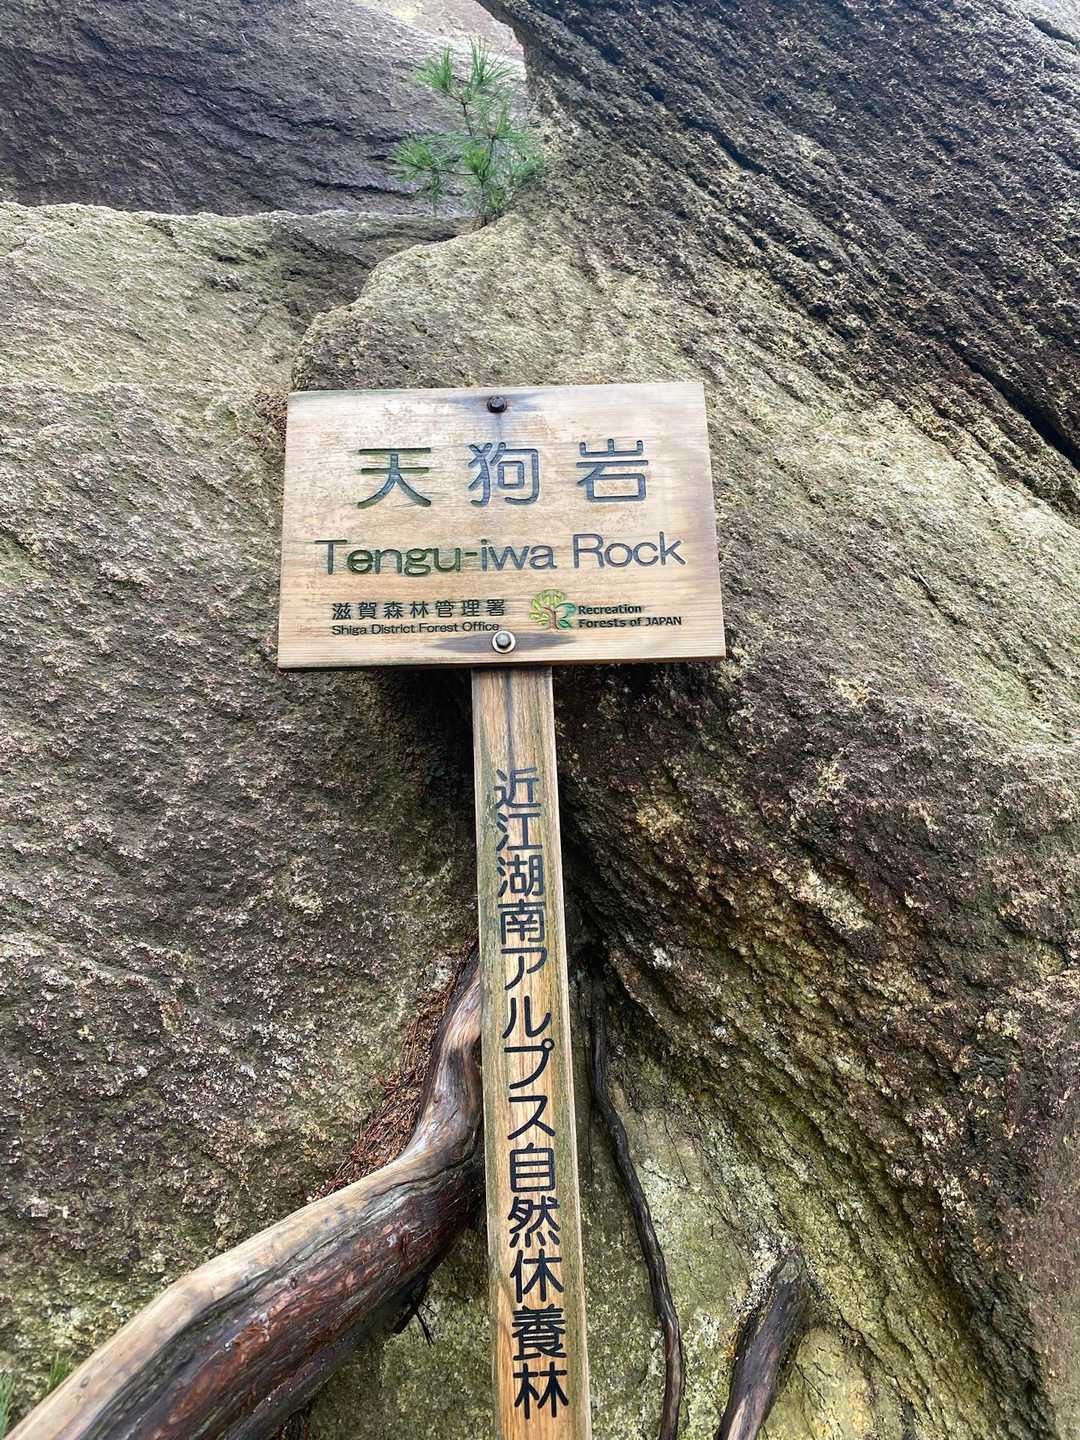 天狗岩
Tengu-iwa Rock
滋賀森林管理署
Shiga District Forest Office
Recreation
Forests of JAPAN
近江湖南アルプス自然休養林